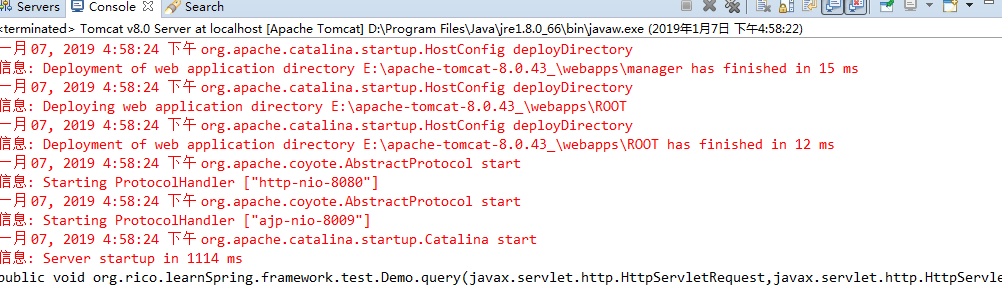 Servers Console Search
<terminated> Tomcat v8.0 Server at localhost [Apache Tomcat] D:\Program Files\Java\jre1.8.0_66\bin\javaw.exe (2019年1月7日 下午4:58:22)
一月 07, 2019 4:58:24 下午 org.apache.catalina.startup.HostConfig deployDirectory
信息: Deployment of web application directory E:\apache-tomcat-8.0.43_\webapps\manager has finished in 15 ms
一月 07, 2019 4:58:24 下午 org.apache.catalina.startup.HostConfig deployDirectory
信息: Deploying web application directory E:\apache-tomcat-8.0.43_\webapps\ROOT
一月 07, 2019 4:58:24 下午 org.apache.catalina.startup.HostConfig deployDirectory
信息: Deployment of web application directory E:\apache-tomcat-8.0.43_\webapps\ROOT has finished in 12 ms
一月 07, 2019 4:58:24 下午 org.apache.coyote.AbstractProtocol start
信息: Starting ProtocolHandler ["http-nio-8080"]
一月 07, 2019 4:58:24 下午 org.apache.coyote.AbstractProtocol start
信息: Starting ProtocolHandler ["ajp-nio-8009"]
一月 07, 2019 4:58:24 下午 org.apache.catalina.startup.Catalina start
信息: Server startup in 1114 ms
public void org.rico.learnSpring.framework.test.Demo.query(javax.servlet.http.HttpServletRequest,javax.servlet.http.HttpServle